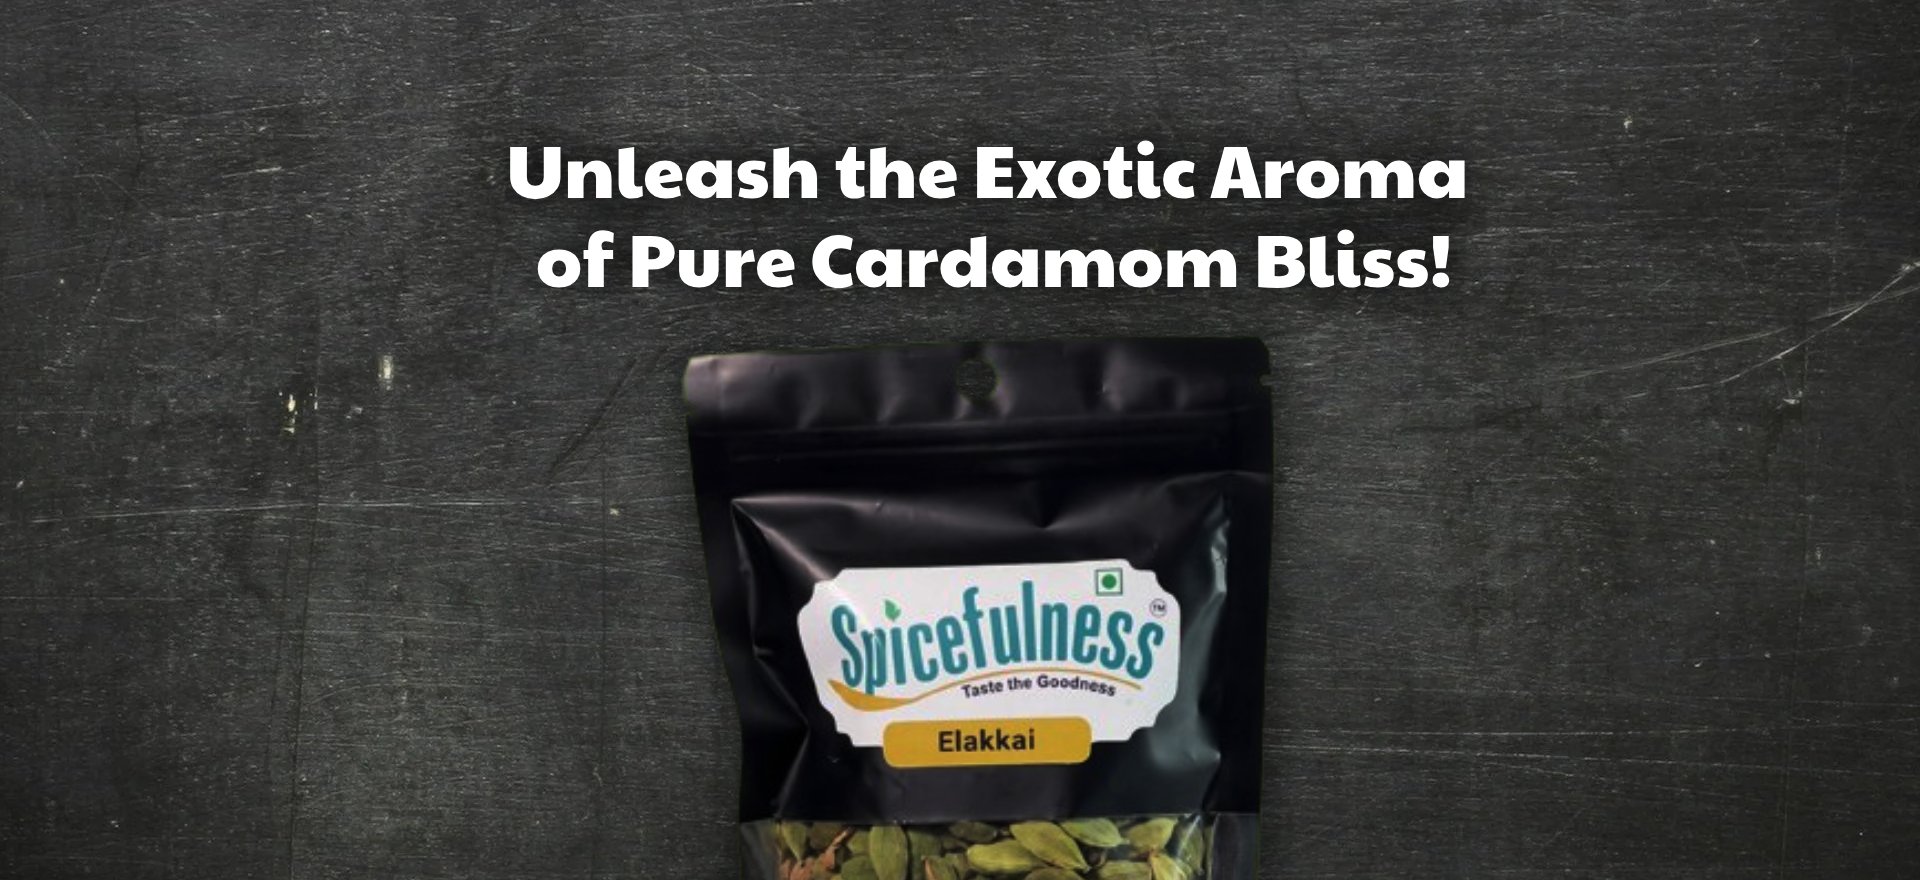 Unleash the Exotic Aroma
of Pure Cardamom Bliss!
Spicefulness
TM
Taste the Goodness
Elakkai